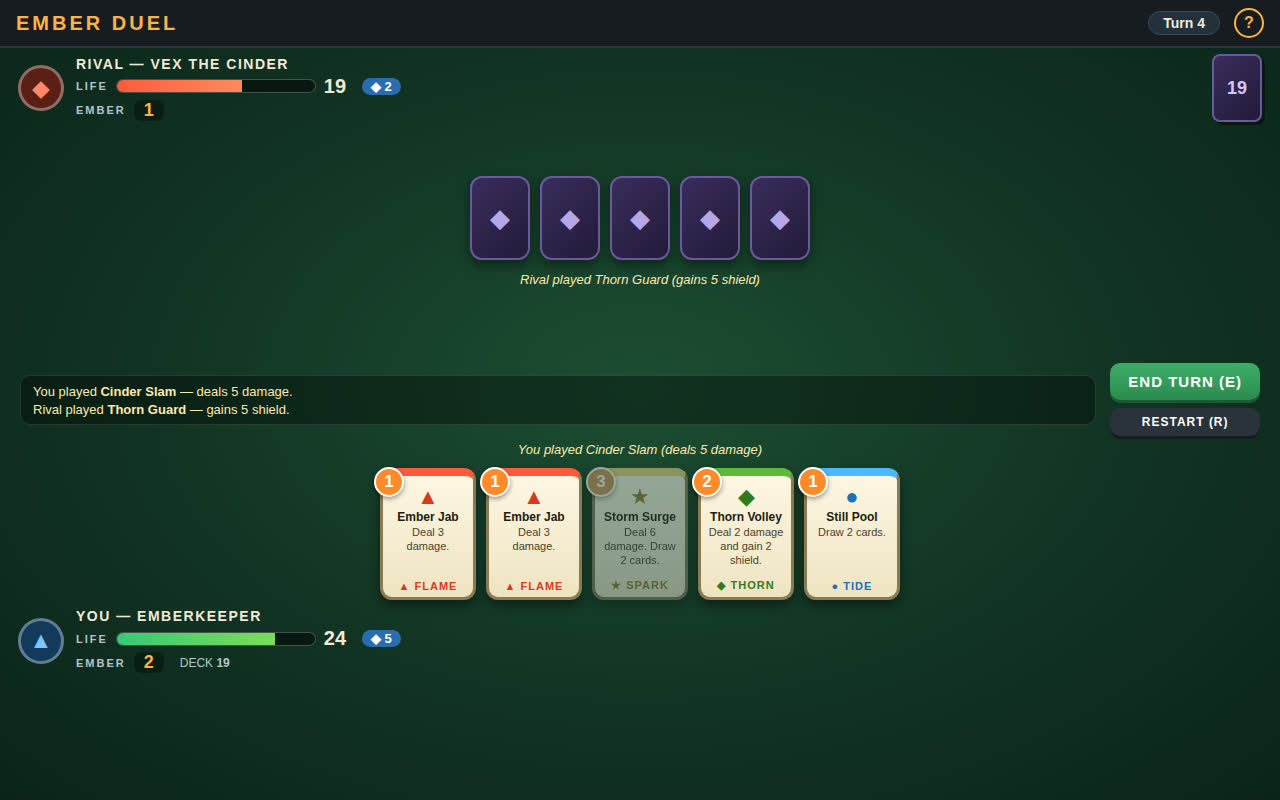 EMBER DUEL
Turn 4
?
RIVAL — VEX THE CINDER
LIFE
19
◆ 2
EMBER
1
19
Rival played Thorn Guard (gains 5 shield)
You played Cinder Slam — deals 5 damage.
Rival played Thorn Guard — gains 5 shield.
END TURN (E)
RESTART (R)
You played Cinder Slam (deals 5 damage)
1
Ember Jab
Deal 3
damage.
▲ FLAME
1
Ember Jab
Deal 3
damage.
▲ FLAME
3
Storm Surge
Deal 6
damage. Draw
2 cards.
★ SPARK
2
Thorn Volley
Deal 2 damage
and gain 2
shield.
◆ THORN
1
Still Pool
Draw 2 cards.
● TIDE
YOU — EMBERKEEPER
LIFE
24
◆ 5
EMBER
2
DECK 19